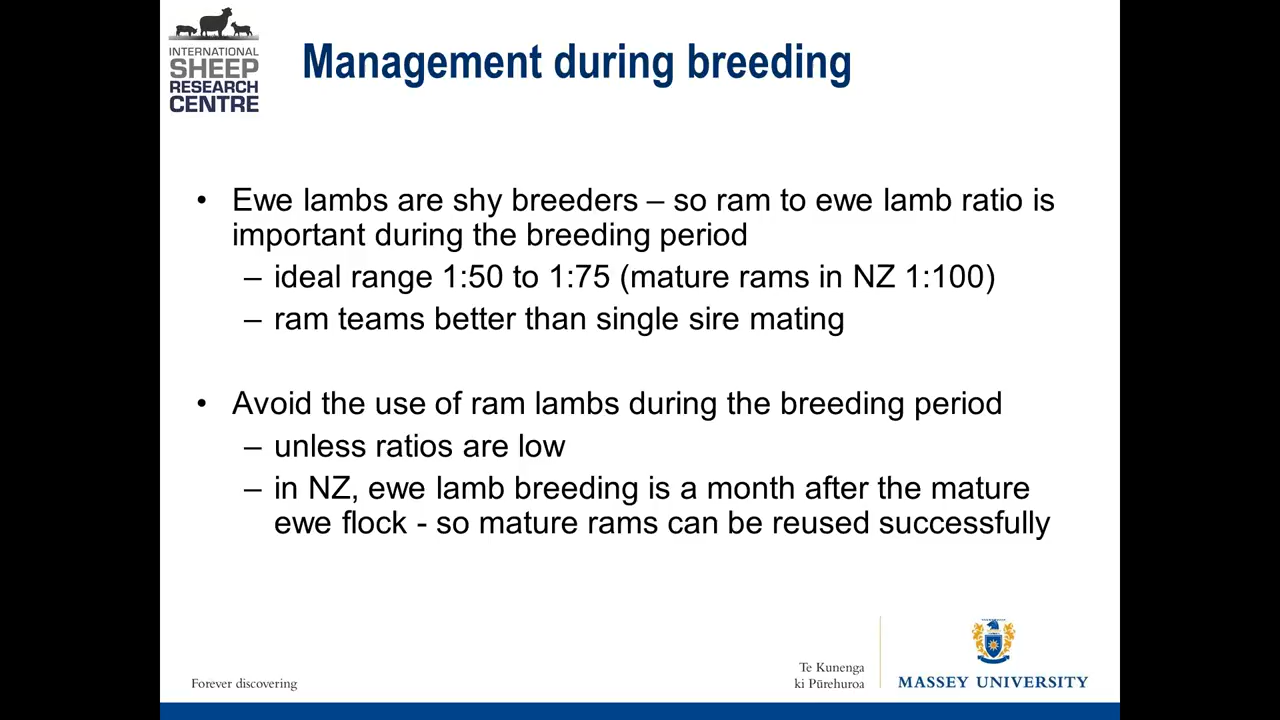 INTERNATIONAL
SHEEP
RESEARCH
CENTRE
Management during breeding
• Ewe lambs are shy breeders – so ram to ewe lamb ratio is
important during the breeding period
– ideal range 1:50 to 1:75 (mature rams in NZ 1:100)
– ram teams better than single sire mating
• Avoid the use of ram lambs during the breeding period
– unless ratios are low
– in NZ, ewe lamb breeding is a month after the mature
ewe flock - so mature rams can be reused successfully
Forever discovering
Te Kunenga
ki Pūrehuroa
MASSEY UNIVERSITY